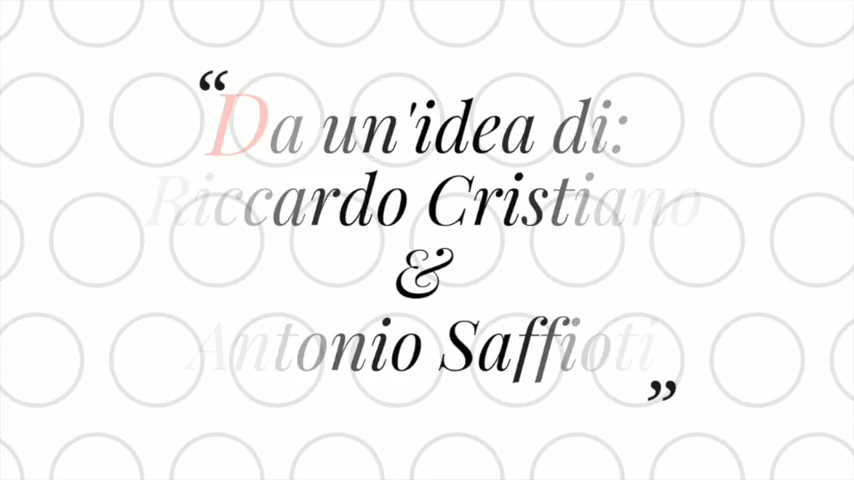 “Da un'idea di:
Riccardo Cristiano
&
Antonio Saffioti”